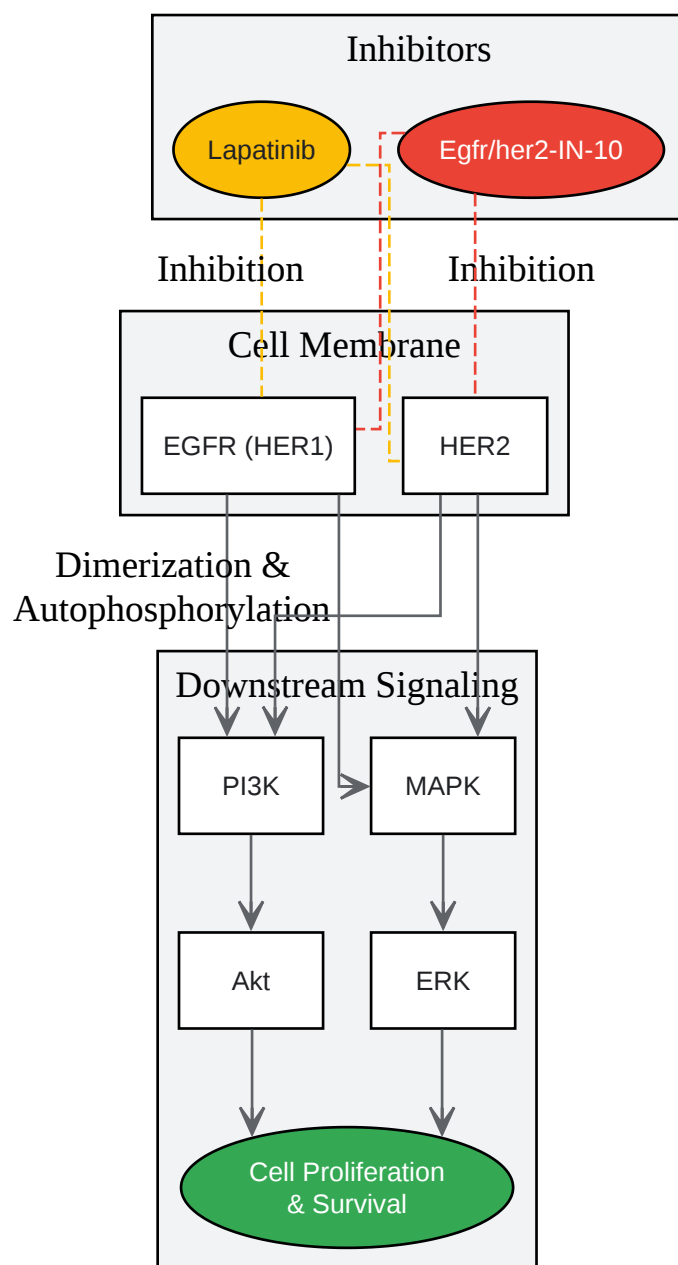 Inhibitors
Lapatinib
Egfr/her2-IN-10
Inhibition
Inhibition
Cell Membrane
EGFR (HER1)
HER2
Dimerization &
Autophosphorylation
Downstream Signaling
PI3K
MAPK
Akt
ERK
Cell Proliferation
& Survival